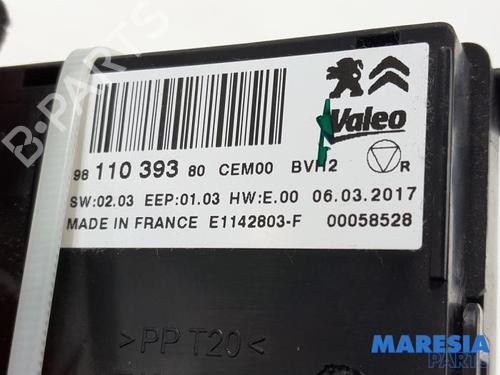 Valeo
98 110 393 80 CEM00 BVH2
R
SW:02.03 EEP:01.03 HW:E.00 06.03.2017
MADE IN FRANCE E1142803-F 00058528
>PP T20<
B-PARTS
MARESIA
PARTS